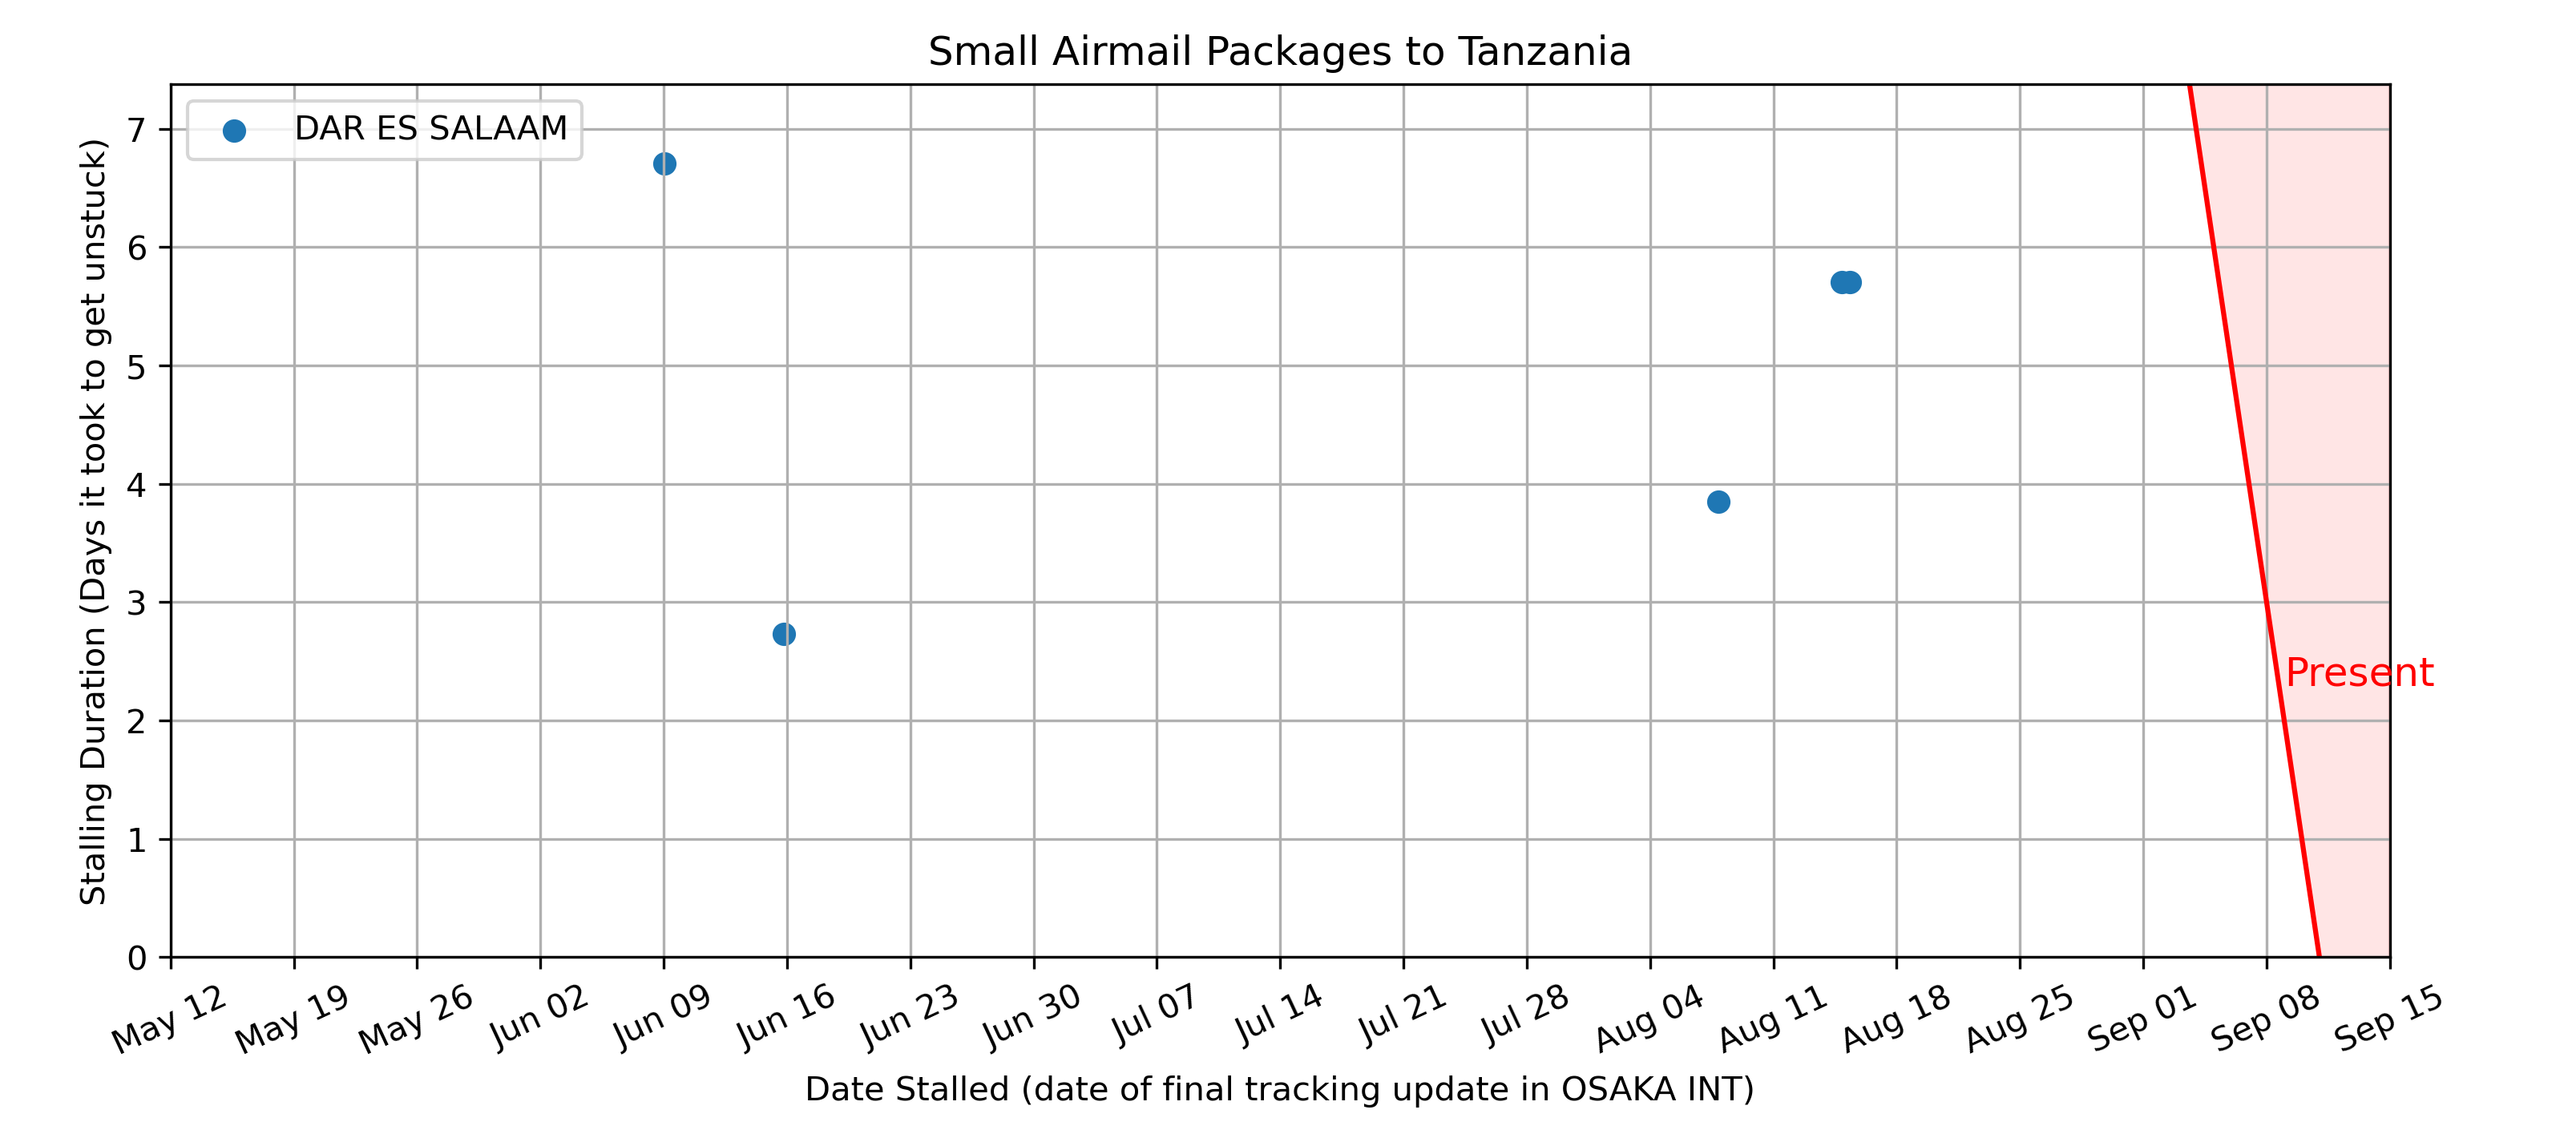 Small Airmail Packages to Tanzania
DAR ES SALAAM
Stalling Duration (Days it took to get unstuck)
7
6
5
4
3
2
1
0
Present
May 12 May 19 May 26 Jun 02 Jun 09 Jun 16 Jun 23 Jun 30 Jul 07 Jul 14 Jul 21 Jul 28 Aug 04 Aug 11 Aug 18 Aug 25 Sep 01 Sep 08 Sep 15
Date Stalled (date of final tracking update in OSAKA INT)